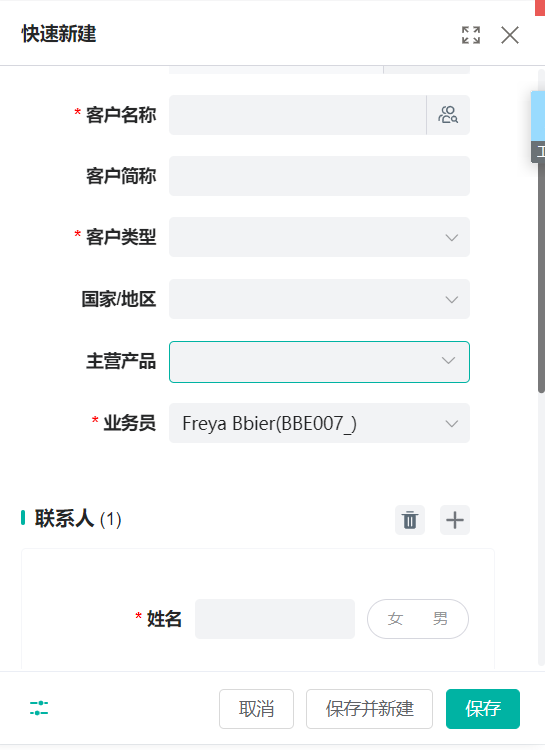 快速新建
* 客户名称
客户简称
* 客户类型
国家/地区
主营产品
* 业务员 Freya Bbier(BBE007_)
联系人 (1)
* 姓名 女 男
取消 保存并新建 保存